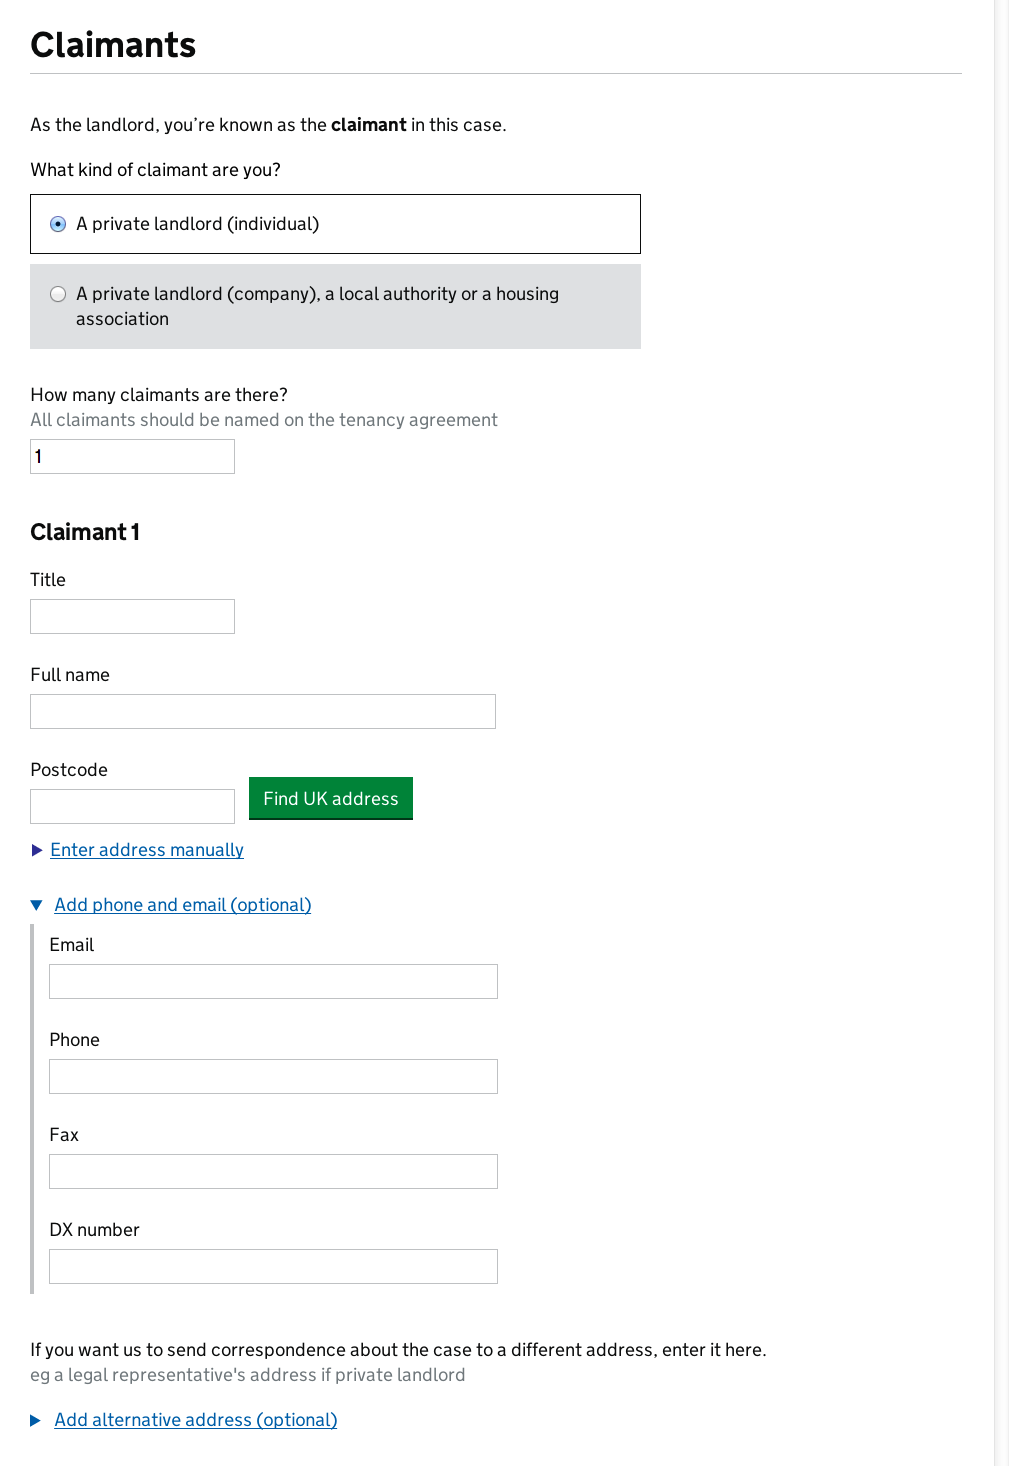 Claimants
As the landlord, you’re known as the claimant in this case.
What kind of claimant are you?
A private landlord (individual)
A private landlord (company), a local authority or a housing
association
How many claimants are there?
All claimants should be named on the tenancy agreement
1
Claimant 1
Title
Full name
Postcode
Find UK address
Enter address manually
Add phone and email (optional)
Email
Phone
Fax
DX number
If you want us to send correspondence about the case to a different address, enter it here.
eg a legal representative's address if private landlord
Add alternative address (optional)